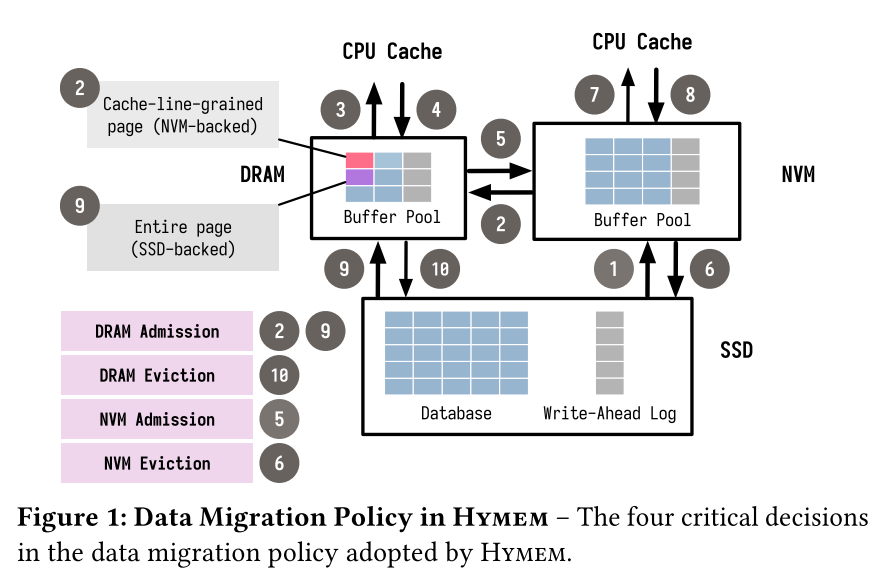 CPU Cache
CPU Cache
2
Cache-line-grained
page (NVM-backed)
3
4
7
8
5
DRAM
NVM
Buffer Pool
Buffer Pool
9
Entire page
(SSD-backed)
2
9
10
1
6
DRAM Admission
2
9
DRAM Eviction
10
NVM Admission
5
NVM Eviction
6
SSD
Database
Write-Ahead Log
Figure 1: Data Migration Policy in Hymem – The four critical decisions
in the data migration policy adopted by Hymem.